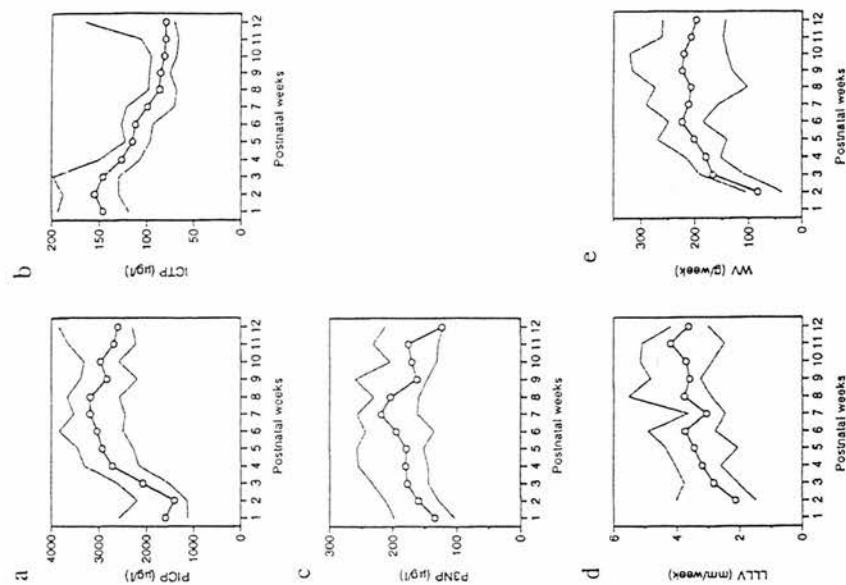 a
PICP (µg/l)
4000
3000
2000
1000
0
1 2 3 4 5 6 7 8 9 10 11 12
Postnatal weeks
b
ICTP (µg/l)
200
150
100
50
0
1 2 3 4 5 6 7 8 9 10 11 12
Postnatal weeks
c
P3NP (µg/l)
300
200
100
0
1 2 3 4 5 6 7 8 9 10 11 12
Postnatal weeks
d
LLLV (mm/week)
6
4
2
0
1 2 3 4 5 6 7 8 9 10 11 12
Postnatal weeks
e
WV (g/week)
300
200
100
0
1 2 3 4 5 6 7 8 9 10 11 12
Postnatal weeks